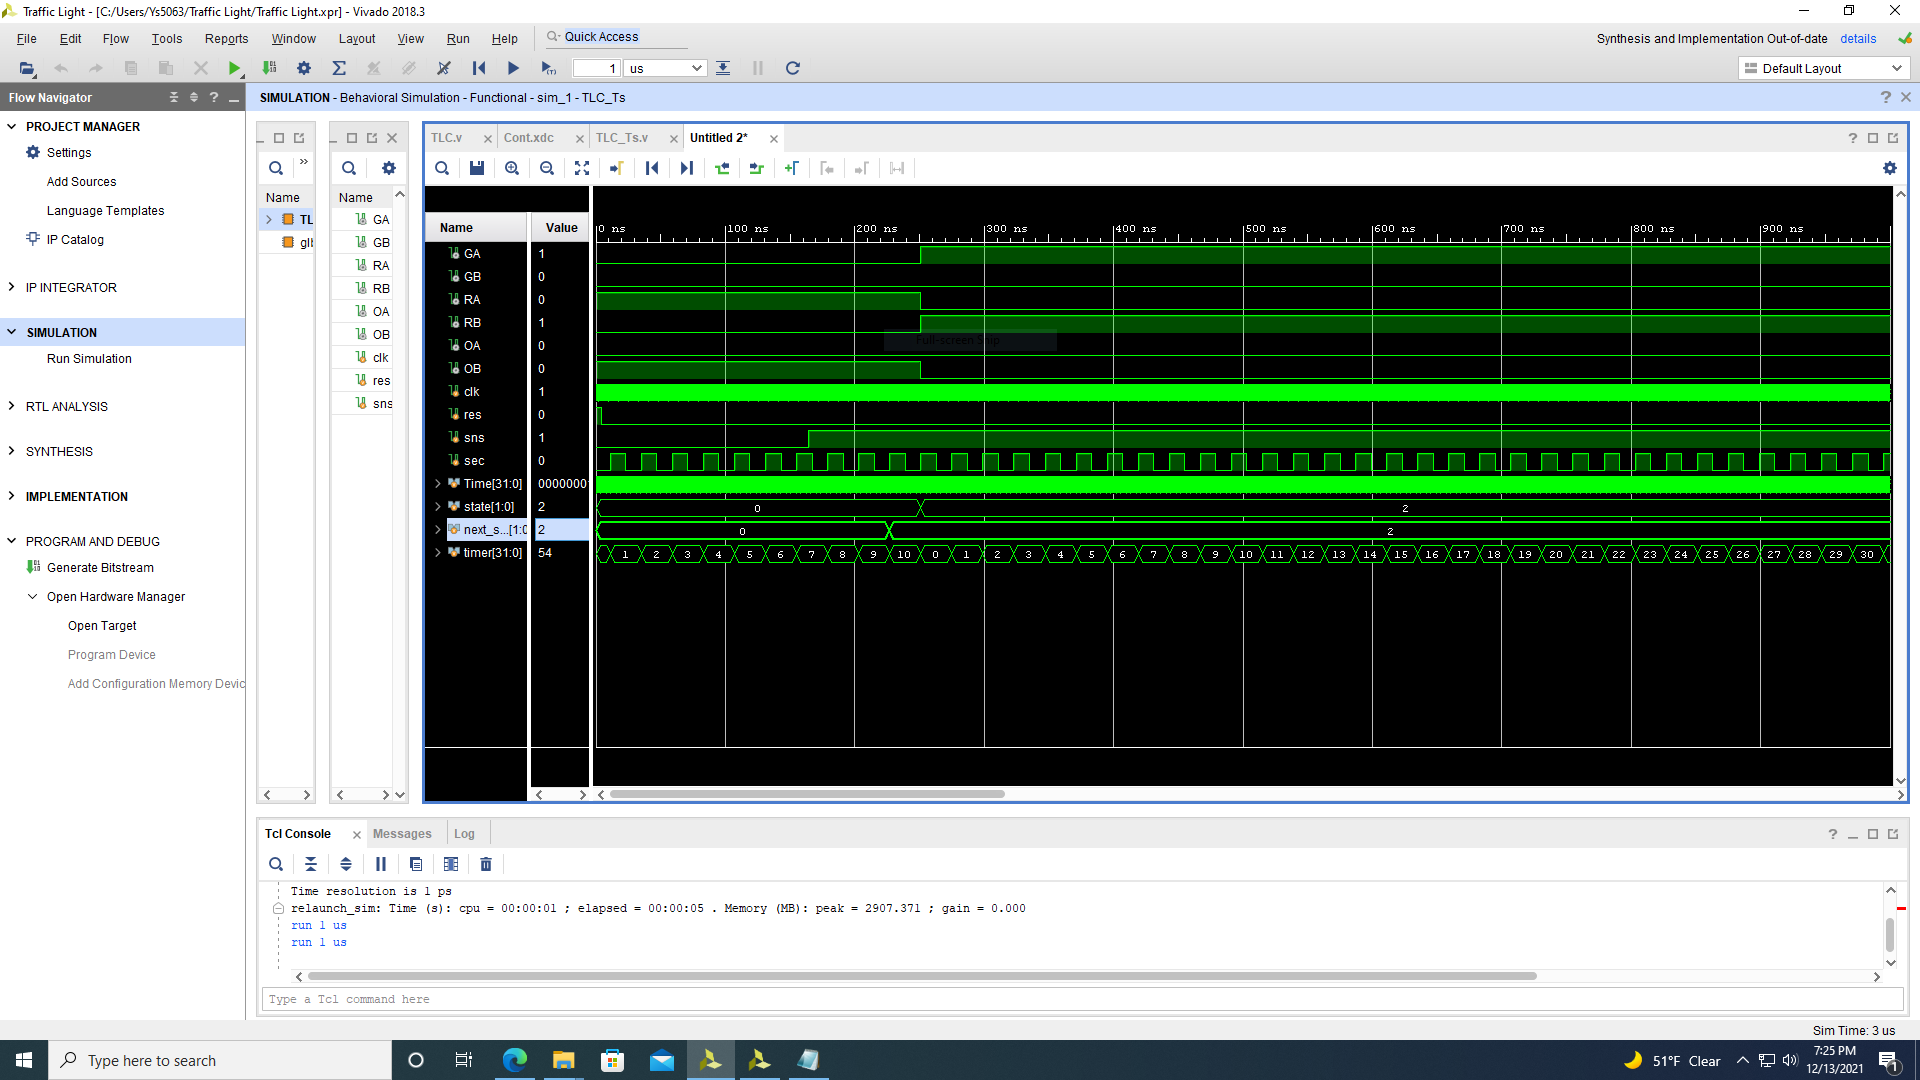 Traffic Light - [C:/Users/Ys5063/Traffic Light/Traffic Light.xpr] - Vivado 2018.3
File Edit Flow Tools Reports Window Layout View Run Help Quick Access
Synthesis and Implementation Out-of-date details
1 us
Default Layout
Flow Navigator
SIMULATION - Behavioral Simulation - Functional - sim_1 - TLC_Ts
PROJECT MANAGER
Settings
Add Sources
Language Templates
IP Catalog
IP INTEGRATOR
SIMULATION
Run Simulation
RTL ANALYSIS
SYNTHESIS
IMPLEMENTATION
PROGRAM AND DEBUG
Generate Bitstream
Open Hardware Manager
Open Target
Program Device
Add Configuration Memory Devic
Name
TL
glb
Name
GA
GB
RA
RB
OA
OB
clk
res
sns
TLC.v Cont.xdc TLC_Ts.v Untitled 2*
Name Value
0 ns 100 ns 200 ns 300 ns 400 ns 500 ns 600 ns 700 ns 800 ns 900 ns
GA 1
GB 0
RA 0
RB 1
Full-screen Snip
OA 0
OB 0
clk 1
res 0
sns 1
sec 0
Time[31:0] 0000000
state[1:0] 2 0 2
next_s...[1:0 2 0 2
timer[31:0] 54 1 2 3 4 5 6 7 8 9 10 0 1 2 3 4 5 6 7 8 9 10 11 12 13 14 15 16 17 18 19 20 21 22 23 24 25 26 27 28 29 30
Tcl Console Messages Log
Time resolution is 1 ps
relaunch_sim: Time (s): cpu = 00:00:01 ; elapsed = 00:00:05 . Memory (MB): peak = 2907.371 ; gain = 0.000
run 1 us
run 1 us
Type a Tcl command here
Sim Time: 3 us
Type here to search
51°F Clear
7:25 PM
12/13/2021
1